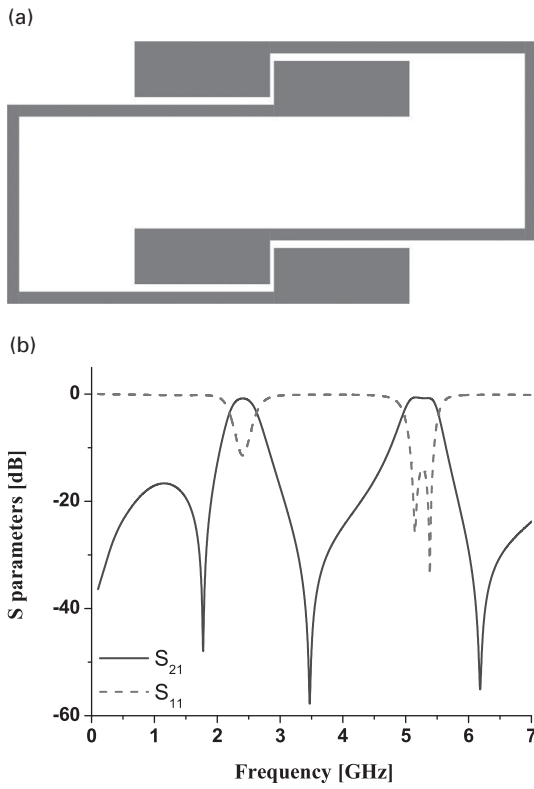 (a)
(b)
S parameters [dB]
0
-20
-40
-60
S21
S11
0 1 2 3 4 5 6 7
Frequency [GHz]